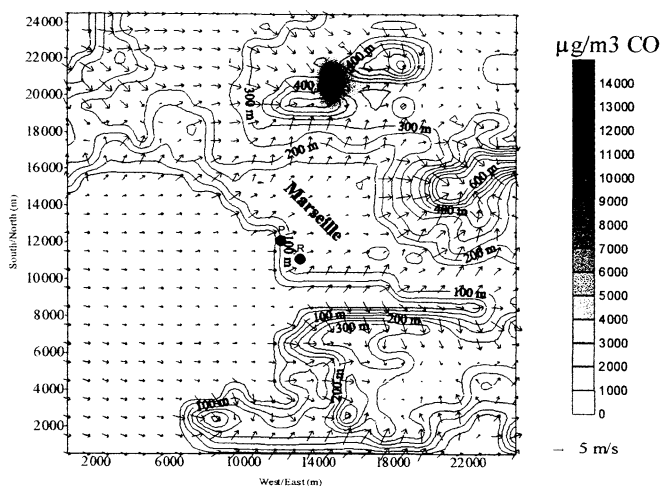 24000
22000
20000
18000
16000
14000
12000
10000
8000
6000
4000
2000
South/North (m)
2000
6000
10000
14000
18000
22000
West/East (m)
400 m
400
300 m
300 m
200 m
600 m
400 m
200 m
Marseille
P
100 m
R
100 m
100 m
200 m
300 m
200 m
100 m
µg/m3 CO
14000
13000
12000
11000
10000
9000
8000
7000
6000
5000
4000
3000
2000
1000
0
5 m/s